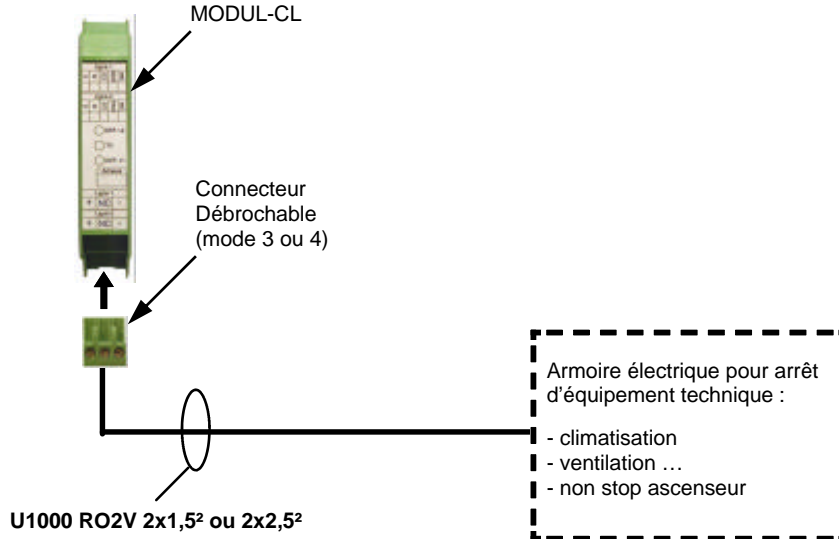 MODUL-CL
Connecteur
Débrochable
(mode 3 ou 4)
Armoire électrique pour arrêt
d’équipement technique :
- climatisation
- ventilation …
- non stop ascenseur
U1000 RO2V 2x1,5² ou 2x2,5²